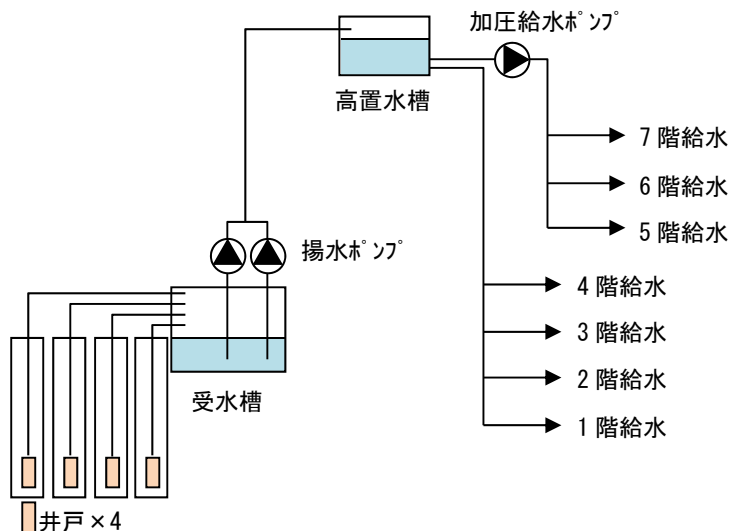 加圧給水ﾎﾟﾝﾌﾟ
高置水槽
7 階給水
6 階給水
5 階給水
揚水ﾎﾟﾝﾌﾟ
4 階給水
3 階給水
2 階給水
1 階給水
受水槽
井戸×4